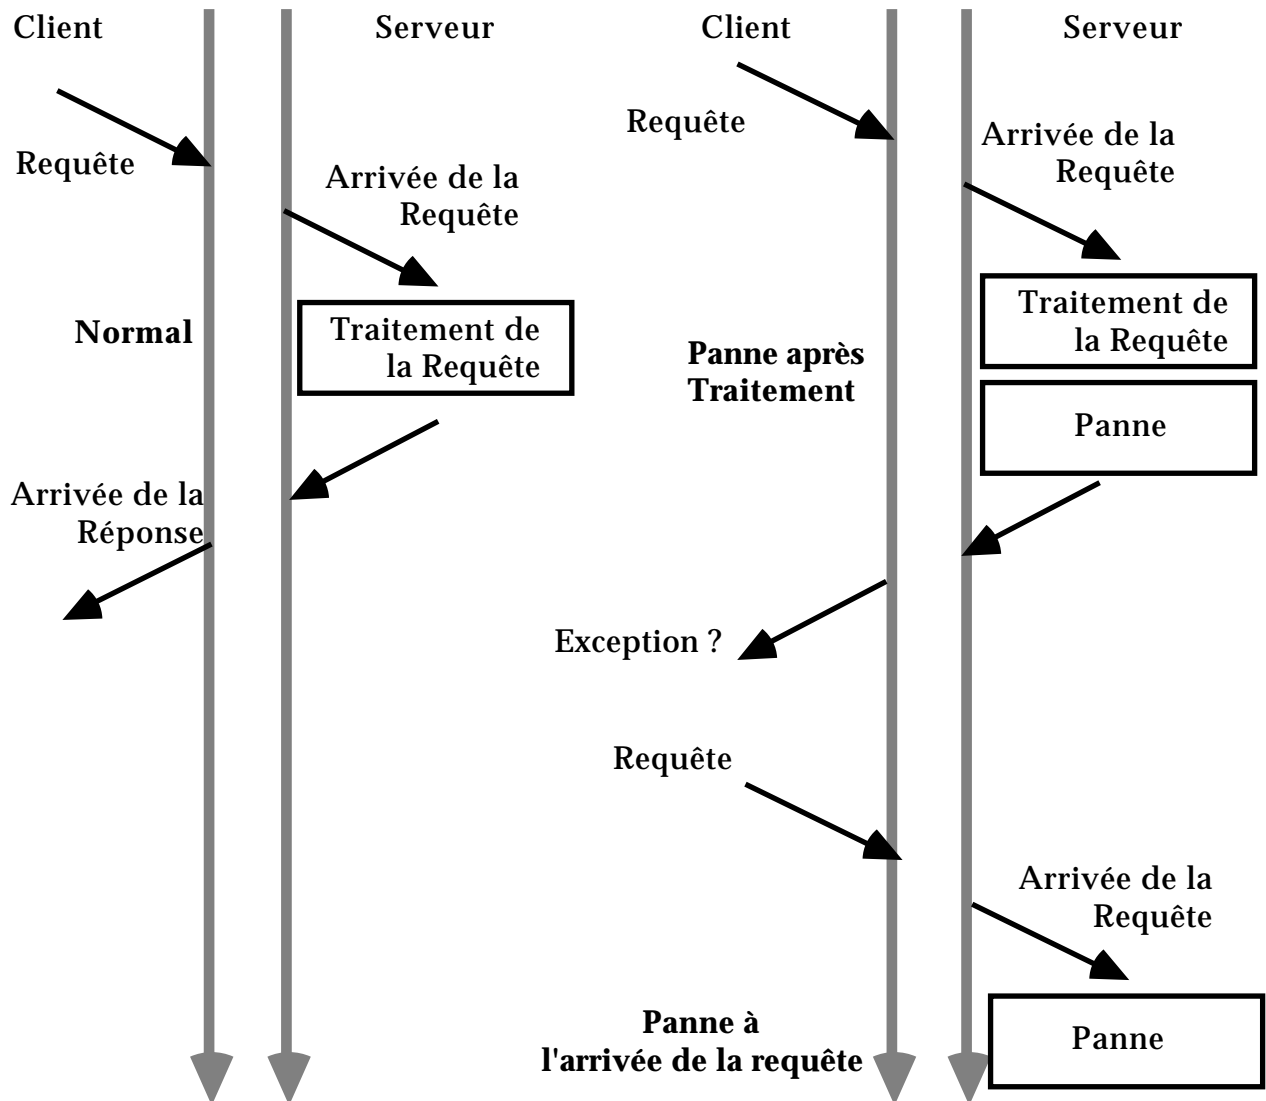 Client
Serveur
Requête
Arrivée de la
Requête
Normal
Traitement de
la Requête
Arrivée de la
Réponse
Client
Serveur
Requête
Arrivée de la
Requête
Traitement de
la Requête
Panne après
Traitement
Panne
Exception ?
Requête
Arrivée de la
Requête
Panne à
l'arrivée de la requête
Panne